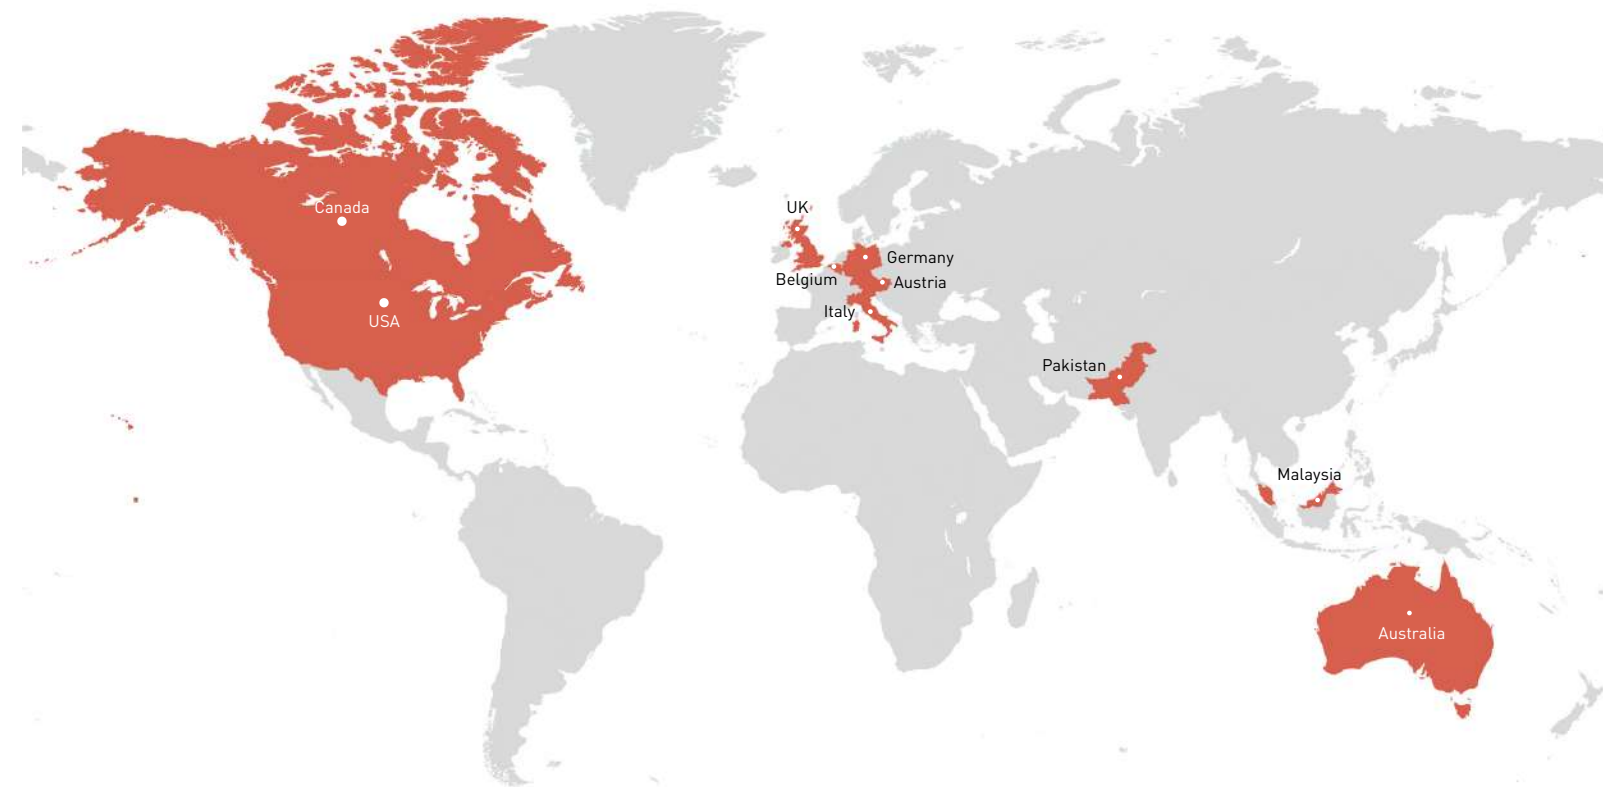 Canada
USA
UK
Germany
Belgium
Austria
Italy
Pakistan
Malaysia
Australia